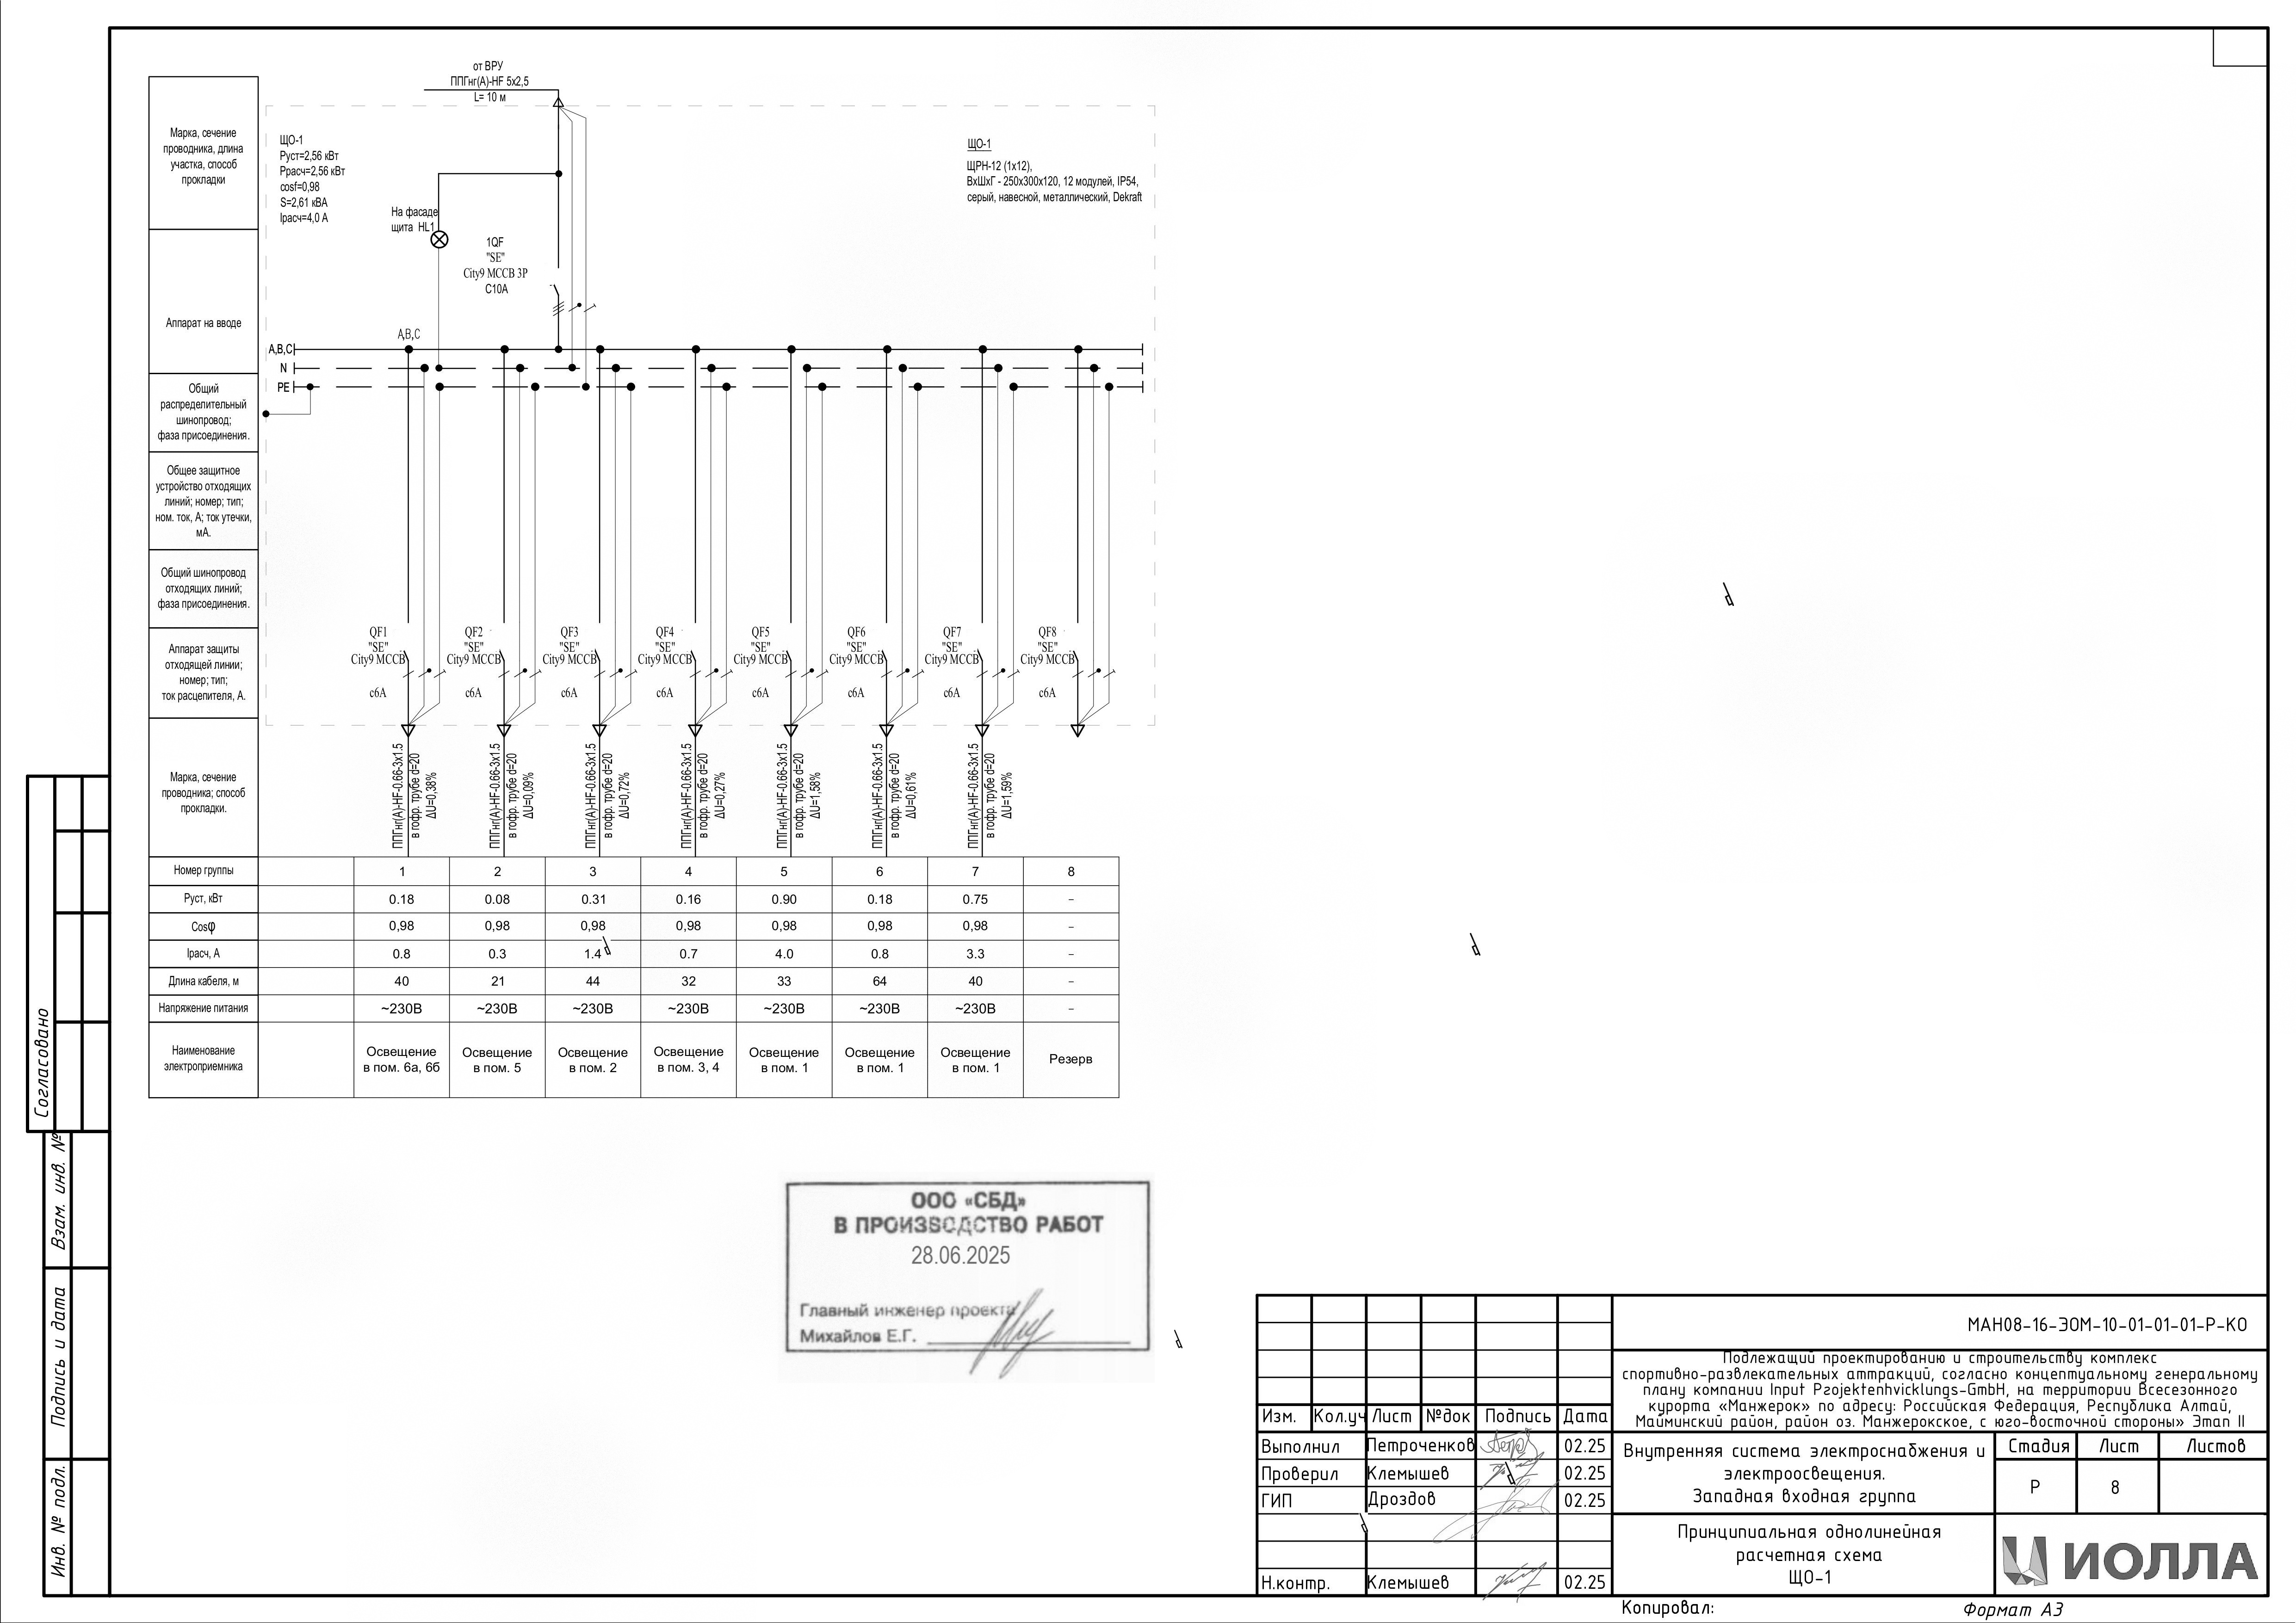 от ВРУ
ППГнг(А)-HF 5х2,5
L= 10 м
ЩО-1
Руст=2,56 кВт
Ррасч=2,56 кВт
cosf=0,98
S=2,61 кВА
Iрасч=4,0 А
ЩО-1
ЩРН-12 (1х12),
ВхШхГ - 250х300х120, 12 модулей, IP54,
серый, навесной, металлический, Dekraft
На фасаде
щита HL1
1QF
"SE"
City9 MCCB 3P
C10A
A,B,C
A,B,C
N
PE
Марка, сечение
проводника, длина
участка, способ
прокладки
Аппарат на вводе
Общий
распределительный
шинопровод;
фаза присоединения.
Общее защитное
устройство отходящих
линий; номер; тип;
ном. ток, А; ток утечки,
мА.
Общий шинопровод
отходящих линий;
фаза присоединения.
Аппарат защиты
отходящей линии;
номер; тип;
ток расцепителя, А.
QF1 QF2 QF3 QF4 QF5 QF6 QF7 QF8
"SE" "SE" "SE" "SE" "SE" "SE" "SE" "SE"
City9 MCCB City9 MCCB City9 MCCB City9 MCCB City9 MCCB City9 MCCB City9 MCCB City9 MCCB
c6A c6A c6A c6A c6A c6A c6A c6A
Марка, сечение
проводника; способ
прокладки.
ППГнг(А)-HF-0.66-3х1.5
в гофр. трубе d=20
ΔU=0,38%
ППГнг(А)-HF-0.66-3х1.5
в гофр. трубе d=20
ΔU=0,09%
ППГнг(А)-HF-0.66-3х1.5
в гофр. трубе d=20
ΔU=0,72%
ППГнг(А)-HF-0.66-3х1.5
в гофр. трубе d=20
ΔU=0,27%
ППГнг(А)-HF-0.66-3х1.5
в гофр. трубе d=20
ΔU=1,58%
ППГнг(А)-HF-0.66-3х1.5
в гофр. трубе d=20
ΔU=0,61%
ППГнг(А)-HF-0.66-3х1.5
в гофр. трубе d=20
ΔU=1,59%
Номер группы 1 2 3 4 5 6 7 8
Руст, кВт 0.18 0.08 0.31 0.16 0.90 0.18 0.75 –
Cosφ 0,98 0,98 0,98 0,98 0,98 0,98 0,98 –
Iрасч, А 0.8 0.3 1.4 0.7 4.0 0.8 3.3 –
Длина кабеля, м 40 21 44 32 33 64 40 –
Напряжение питания ~230В ~230В ~230В ~230В ~230В ~230В ~230В –
Наименование
электроприемника
Освещение
в пом. 6а, 6б
Освещение
в пом. 5
Освещение
в пом. 2
Освещение
в пом. 3, 4
Освещение
в пом. 1
Освещение
в пом. 1
Освещение
в пом. 1
Резерв
ООО «СБД»
В ПРОИЗВОДСТВО РАБОТ
28.06.2025
Главный инженер проекта
Михайлов Е.Г.
Согласовано
Взам. инв. №
Подпись и дата
Инв. № подл.
МАН08-16-ЭОМ-10-01-01-01-Р-КО
Подлежащий проектированию и строительству комплекс
спортивно-развлекательных аттракций, согласно концептуальному генеральному
плану компании Input Projektenhvicklungs-GmbH, на территории Всесезонного
курорта «Манжерок» по адресу: Российская Федерация, Республика Алтай,
Майминский район, район оз. Манжерокское, с юго-восточной стороны» Этап II
Изм. Кол.уч Лист №док Подпись Дата
Выполнил Петроченков 02.25
Проверил Клемышев 02.25
ГИП Дроздов 02.25
Н.контр. Клемышев 02.25
Внутренняя система электроснабжения и
электроосвещения.
Западная входная группа
Стадия Лист Листов
Р 8
Принципиальная однолинейная
расчетная схема
ЩО-1
ИОЛЛА
Копировал:
Формат А3